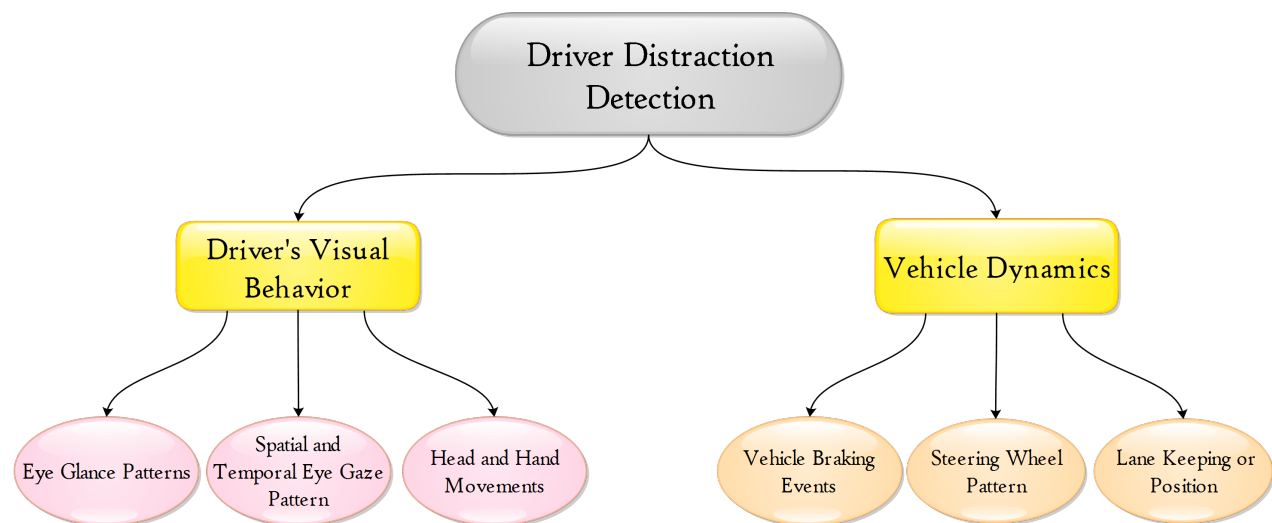 Driver Distraction
Detection
Driver's Visual
Behavior
Vehicle Dynamics
Eye Glance Patterns
Spatial and
Temporal Eye Gaze
Pattern
Head and Hand
Movements
Vehicle Braking
Events
Steering Wheel
Pattern
Lane Keeping or
Position